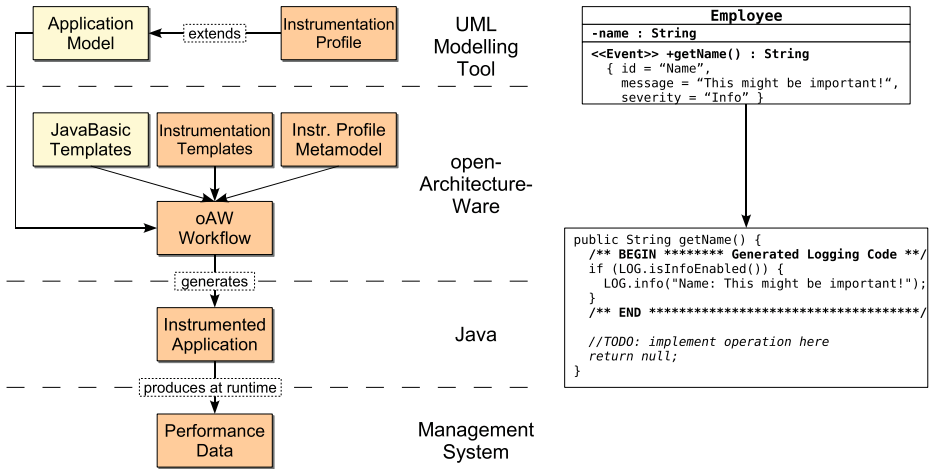 Application
Model
extends
Instrumentation
Profile
UML
Modelling
Tool
JavaBasic
Templates
Instrumentation
Templates
Instr. Profile
Metamodel
open-
Architecture-
Ware
oAW
Workflow
generates
Instrumented
Application
Java
produces at runtime
Performance
Data
Management
System
Employee
-name : String
<<Event>> +getName() : String
{ id = “Name”,
message = “This might be important!“,
severity = “Info” }
public String getName() {
/** BEGIN ******** Generated Logging Code **/
if (LOG.isInfoEnabled()) {
LOG.info("Name: This might be important!");
}
/** END *************************************/
//TODO: implement operation here
return null;
}